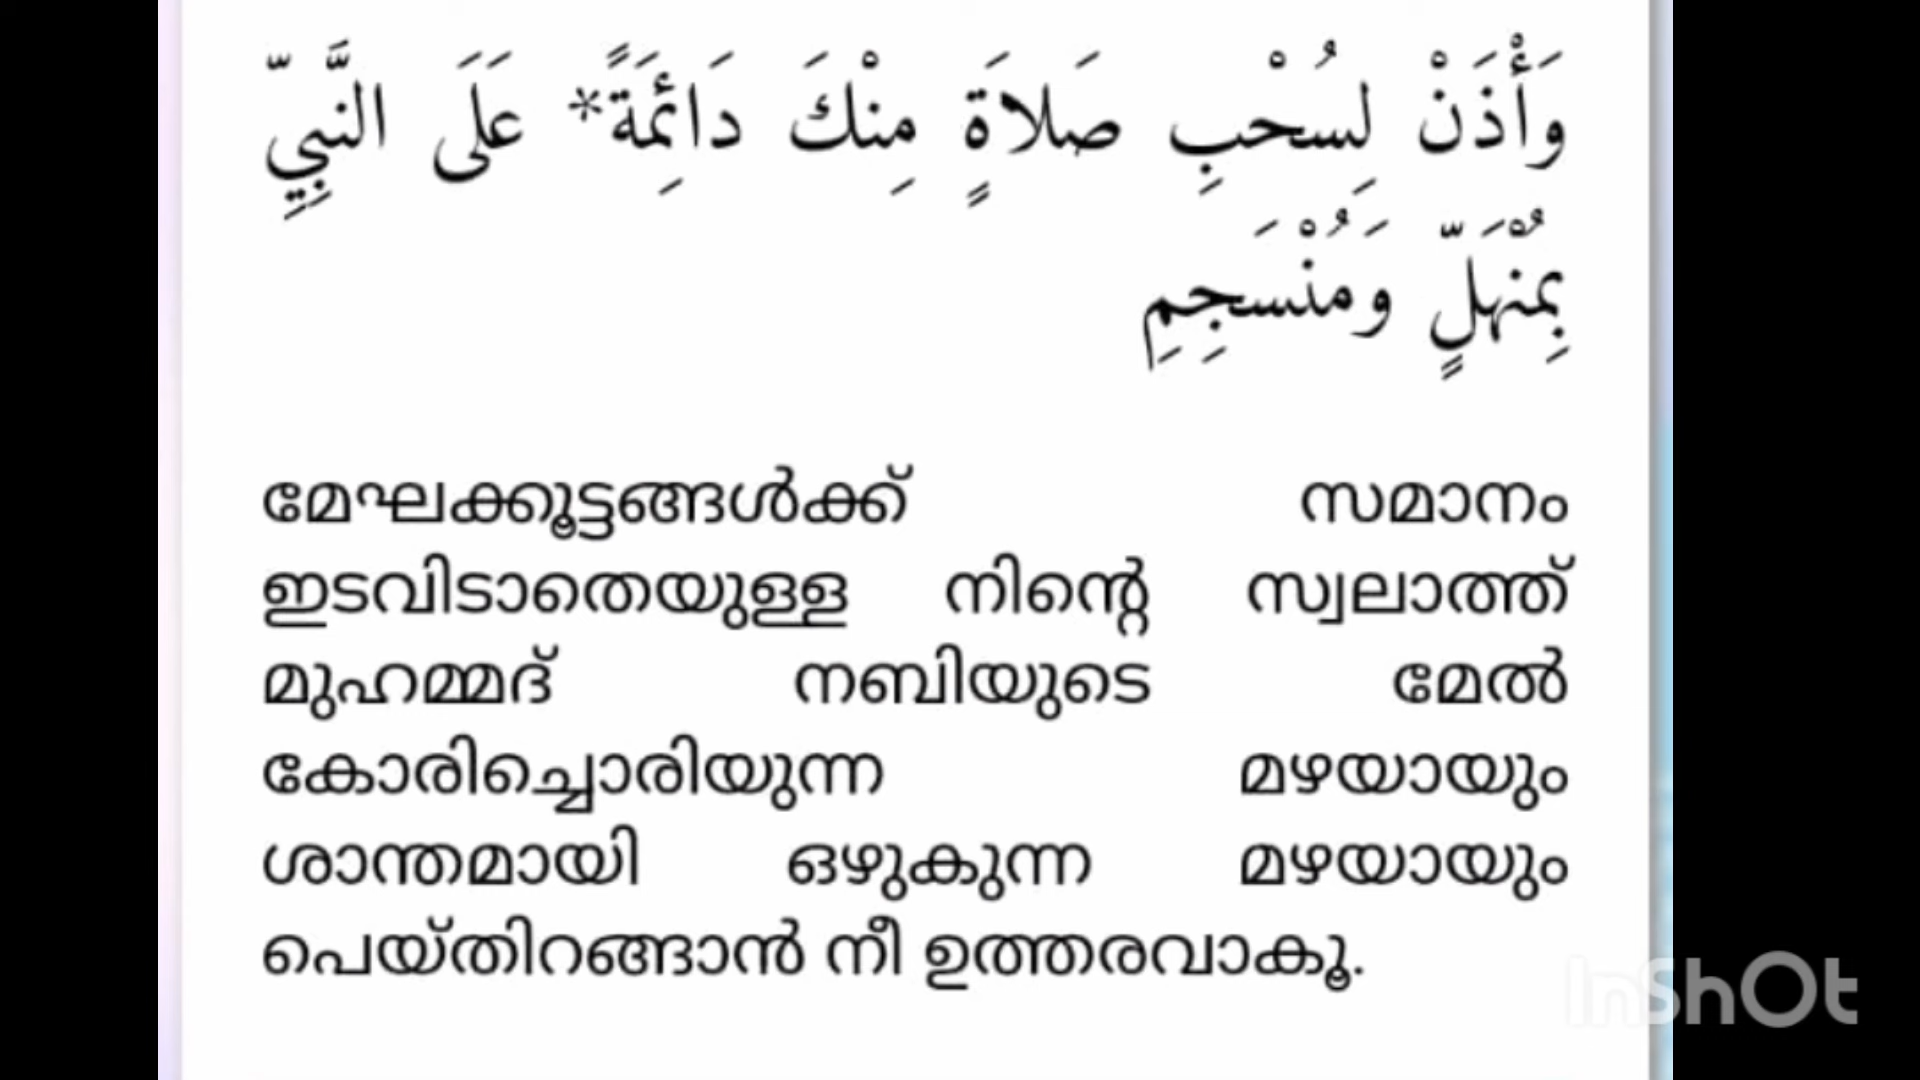 وَأْذَنْ لِسُحْبِ صَلاَةٍ مِنْكَ دَائِمَةً* عَلَى النَّبِيِّ
بِمُنْهَلٍّ وَمُنْسَجِمِ
മേഘക്കൂട്ടങ്ങൾക്ക് സമാനം
ഇടവിടാതെയുള്ള നിന്റെ സ്വലാത്ത്
മുഹമ്മദ് നബിയുടെ മേൽ
കോരിച്ചൊരിയുന്ന മഴയായും
ശാന്തമായി ഒഴുകുന്ന മഴയായും
പെയ്തിറങ്ങാൻ നീ ഉത്തരവാകൂ.
InShOt